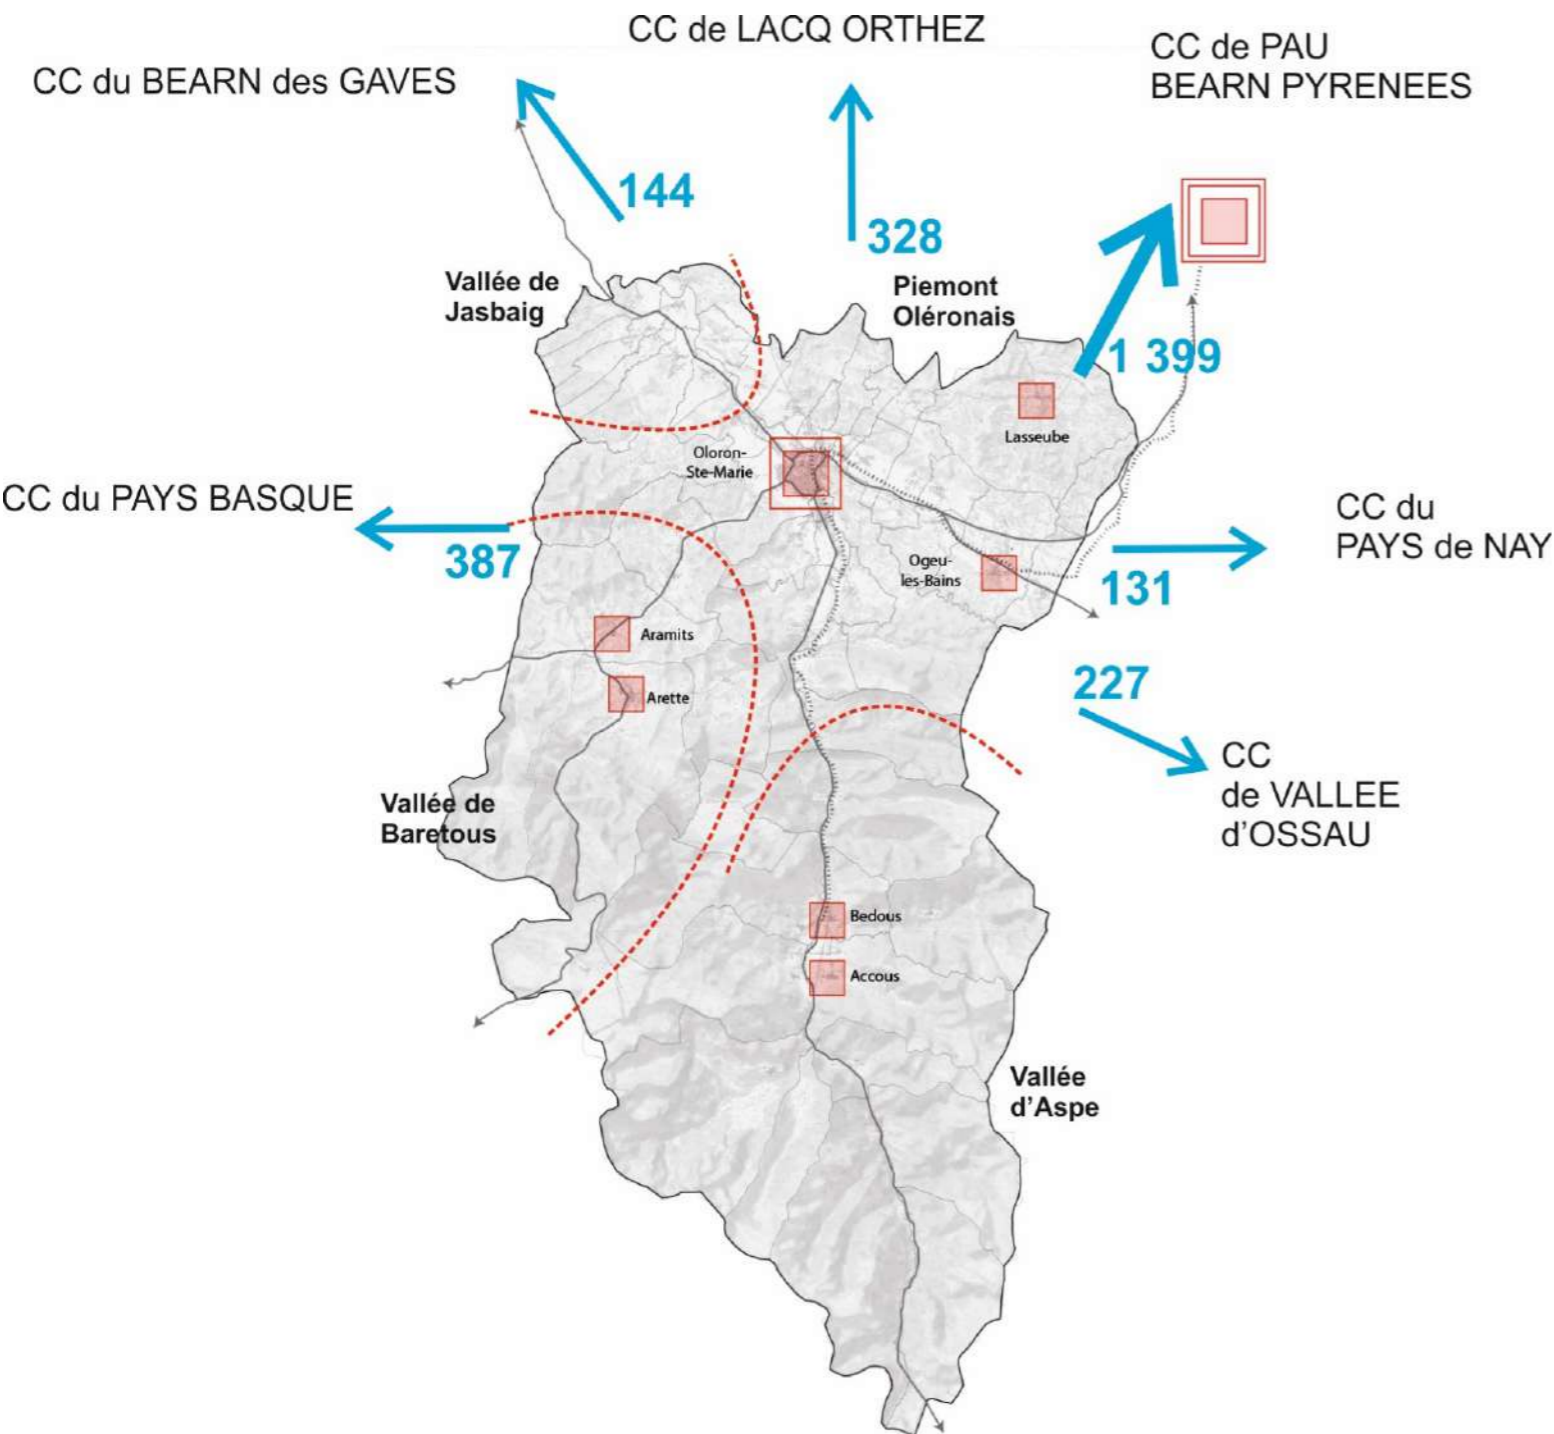 CC de LACQ ORTHEZ
CC de PAU
BEARN PYRENEES
CC du BEARN des GAVES
144
328
Vallée de
Jasbaig
Piemont
Oléronais
1 399
Lasseube
Oloron-
Ste-Marie
CC du PAYS BASQUE
387
CC du
PAYS de NAY
Ogeu-
les-Bains
131
Aramits
Arette
227
CC
de VALLEE
d'OSSAU
Vallée de
Baretous
Bedous
Accous
Vallée
d'Aspe